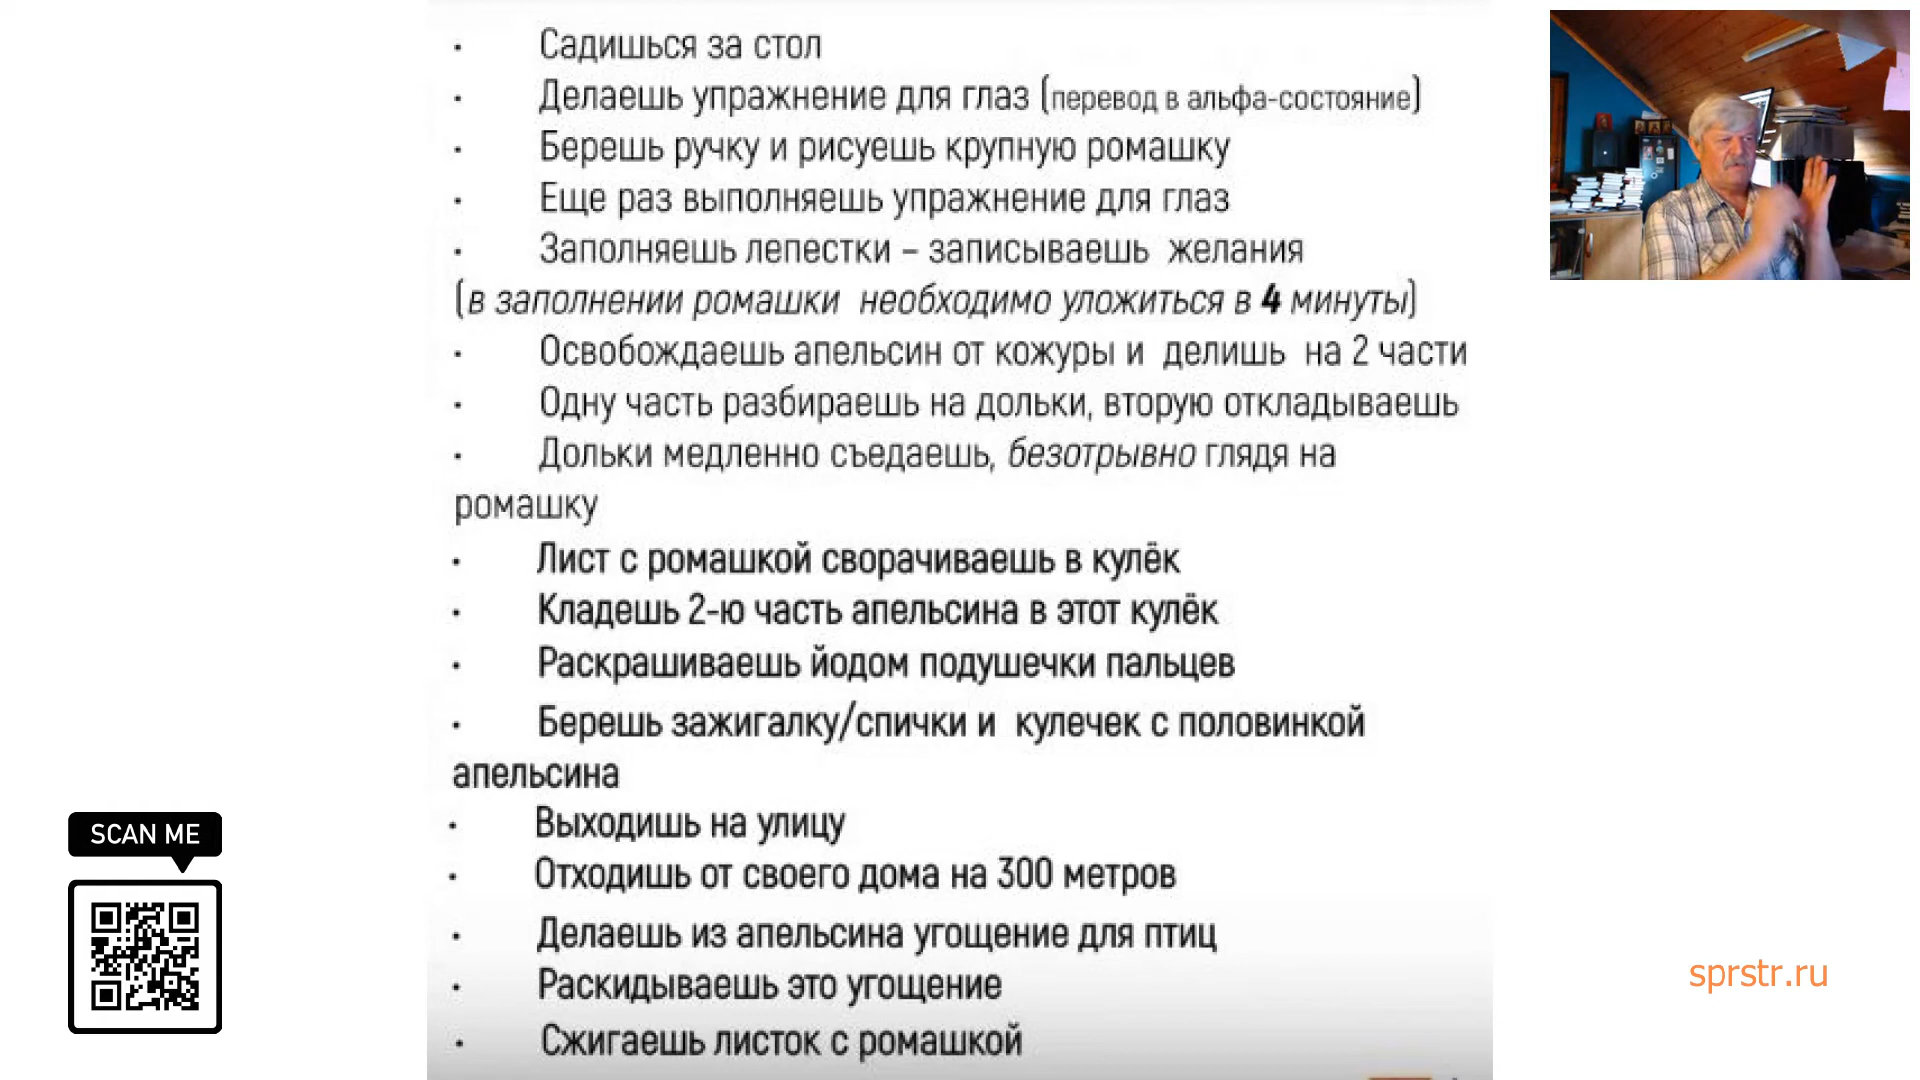 · Садишься за стол
· Делаешь упражнение для глаз (перевод в альфа-состояние)
· Берешь ручку и рисуешь крупную ромашку
· Еще раз выполняешь упражнение для глаз
· Заполняешь лепестки – записываешь желания
(в заполнении ромашки необходимо уложиться в 4 минуты)
· Освобождаешь апельсин от кожуры и делишь на 2 части
· Одну часть разбираешь на дольки, вторую откладываешь
· Дольки медленно съедаешь, безотрывно глядя на
ромашку
· Лист с ромашкой сворачиваешь в кулёк
· Кладешь 2-ю часть апельсина в этот кулёк
· Раскрашиваешь йодом подушечки пальцев
· Берешь зажигалку/спички и кулечек с половинкой
апельсина
· Выходишь на улицу
· Отходишь от своего дома на 300 метров
· Делаешь из апельсина угощение для птиц
· Раскидываешь это угощение
· Сжигаешь листок с ромашкой
SCAN ME
sprstr.ru